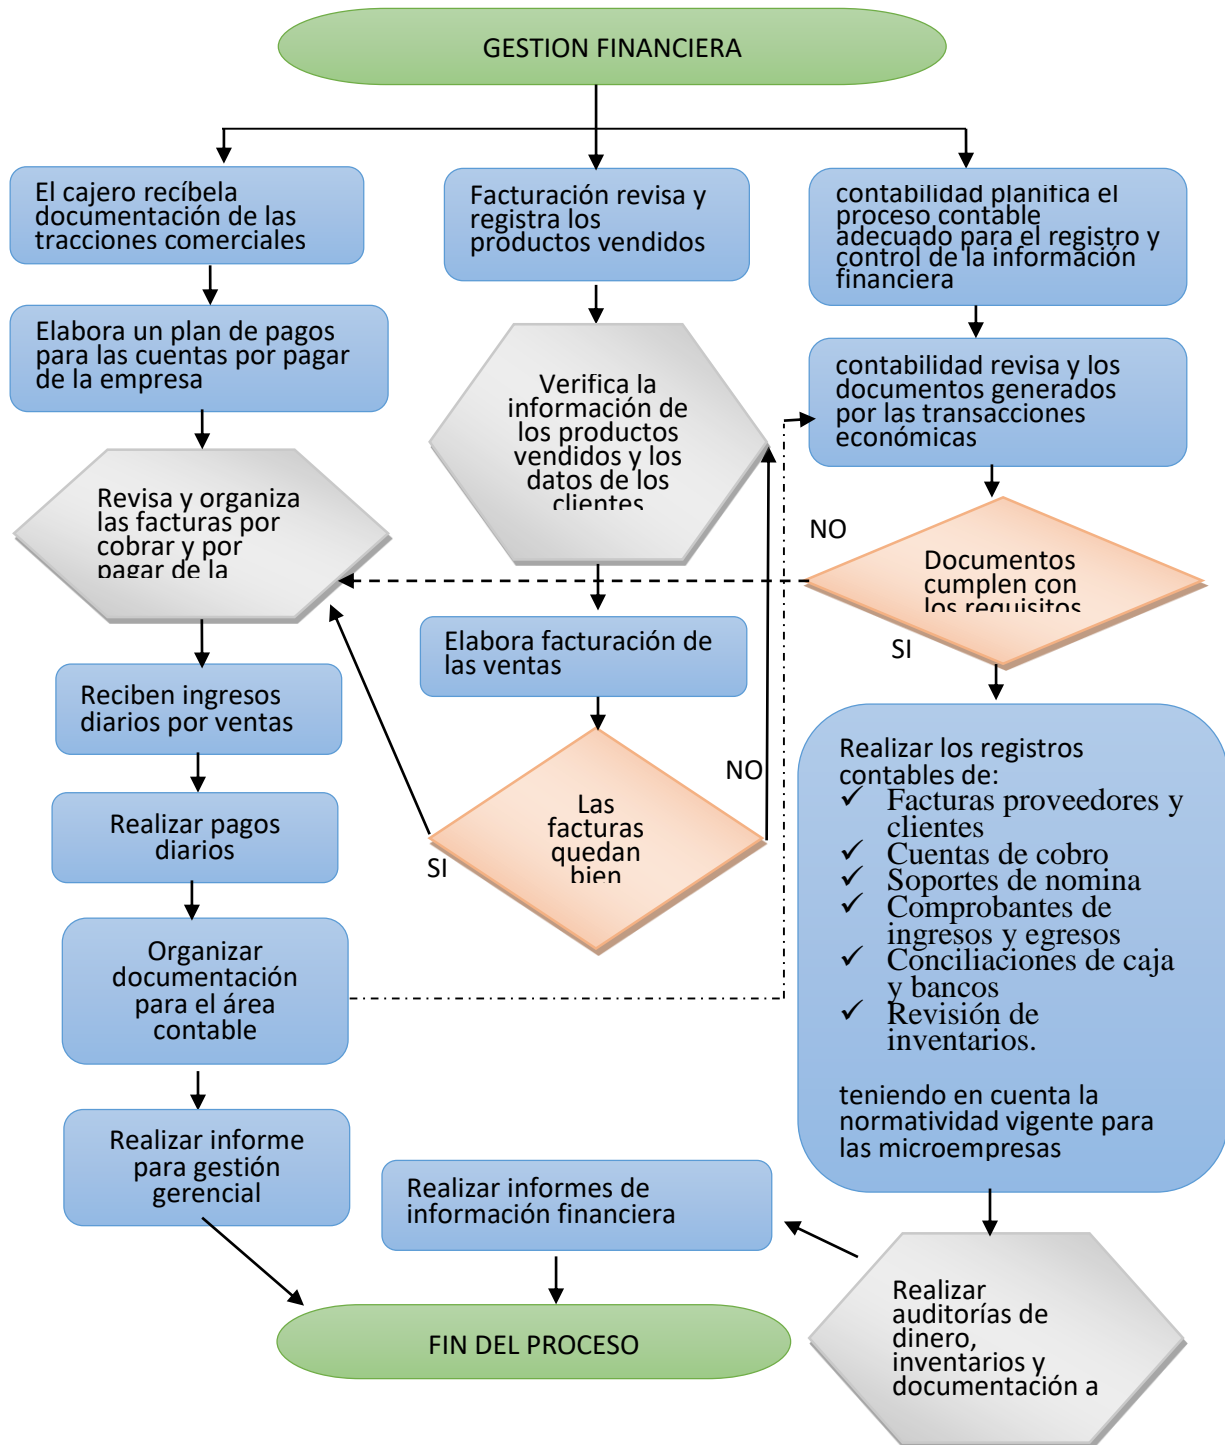 GESTION FINANCIERA
El cajero recíbela
documentación de las
tracciones comerciales
Elabora un plan de pagos
para las cuentas por pagar
de la empresa
Revisa y organiza
las facturas por
cobrar y por
pagar de la
Reciben ingresos
diarios por ventas
Realizar pagos
diarios
Organizar
documentación
para el área
contable
Realizar informe
para gestión
gerencial
Facturación revisa y
registra los
productos vendidos
Verifica la
información de
los productos
vendidos y los
datos de los
clientes
Elabora facturación de
las ventas
Las
facturas
quedan
bien
SI
NO
contabilidad planifica el
proceso contable
adecuado para el registro y
control de la información
financiera
contabilidad revisa y los
documentos generados
por las transacciones
económicas
NO
Documentos
cumplen con
los requisitos
SI
Realizar los registros
contables de:
✓ Facturas proveedores y
clientes
✓ Cuentas de cobro
✓ Soportes de nomina
✓ Comprobantes de
ingresos y egresos
✓ Conciliaciones de caja
y bancos
✓ Revisión de
inventarios.
teniendo en cuenta la
normatividad vigente para
las microempresas
Realizar
auditorías de
dinero,
inventarios y
documentación a
Realizar informes de
información financiera
FIN DEL PROCESO